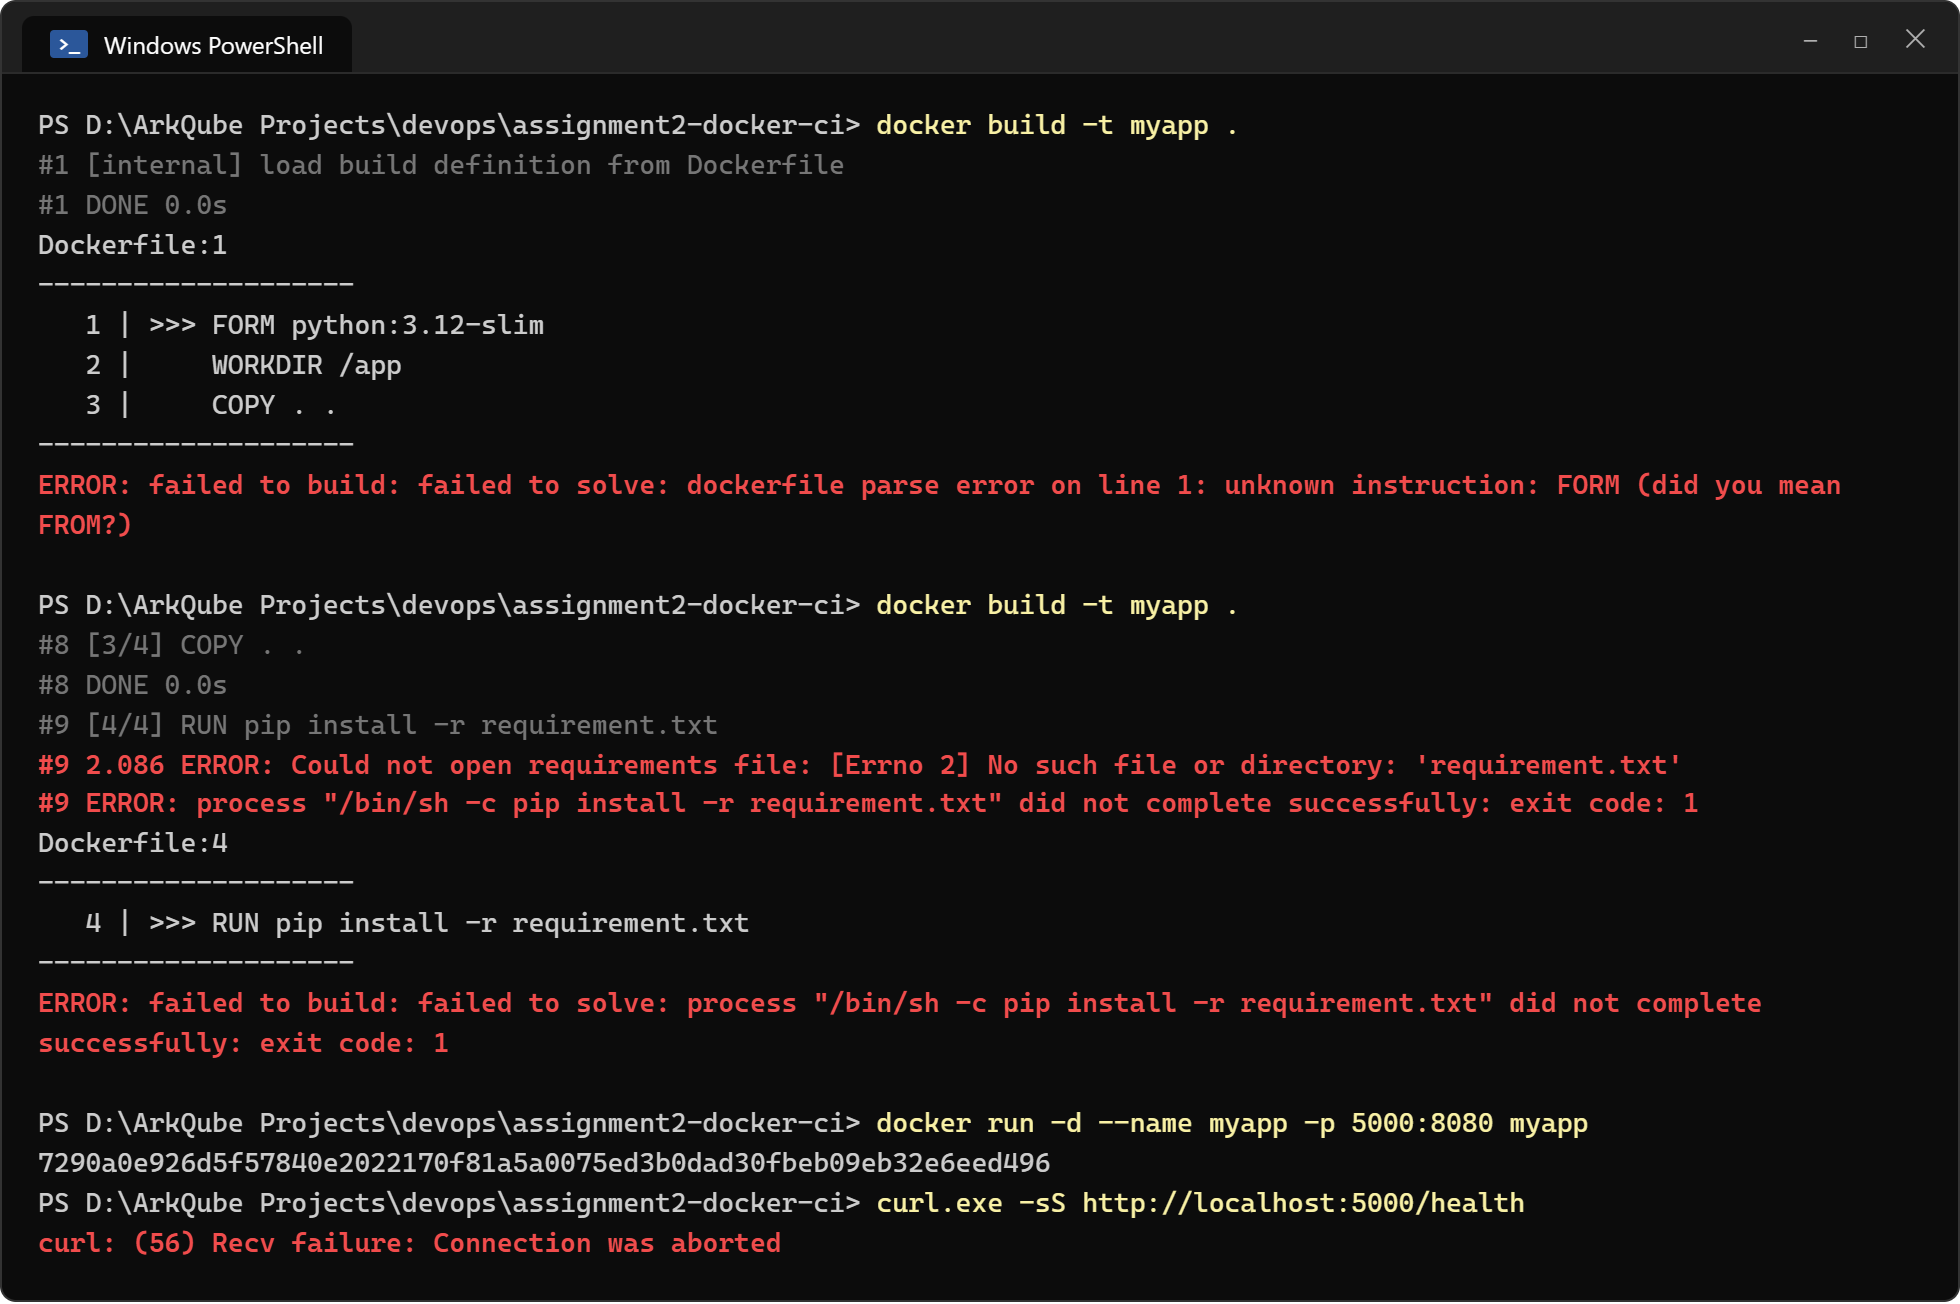 Windows PowerShell
PS D:\ArkQube Projects\devops\assignment2-docker-ci> docker build -t myapp .
#1 [internal] load build definition from Dockerfile
#1 DONE 0.0s
Dockerfile:1
--------------------
   1 | >>> FORM python:3.12-slim
   2 |     WORKDIR /app
   3 |     COPY . .
--------------------
ERROR: failed to build: failed to solve: dockerfile parse error on line 1: unknown instruction: FORM (did you mean
FROM?)
PS D:\ArkQube Projects\devops\assignment2-docker-ci> docker build -t myapp .
#8 [3/4] COPY . .
#8 DONE 0.0s
#9 [4/4] RUN pip install -r requirement.txt
#9 2.086 ERROR: Could not open requirements file: [Errno 2] No such file or directory: 'requirement.txt'
#9 ERROR: process "/bin/sh -c pip install -r requirement.txt" did not complete successfully: exit code: 1
Dockerfile:4
--------------------
   4 | >>> RUN pip install -r requirement.txt
--------------------
ERROR: failed to build: failed to solve: process "/bin/sh -c pip install -r requirement.txt" did not complete
successfully: exit code: 1
PS D:\ArkQube Projects\devops\assignment2-docker-ci> docker run -d --name myapp -p 5000:8080 myapp
7290a0e926d5f57840e2022170f81a5a0075ed3b0dad30fbeb09eb32e6eed496
PS D:\ArkQube Projects\devops\assignment2-docker-ci> curl.exe -sS http://localhost:5000/health
curl: (56) Recv failure: Connection was aborted